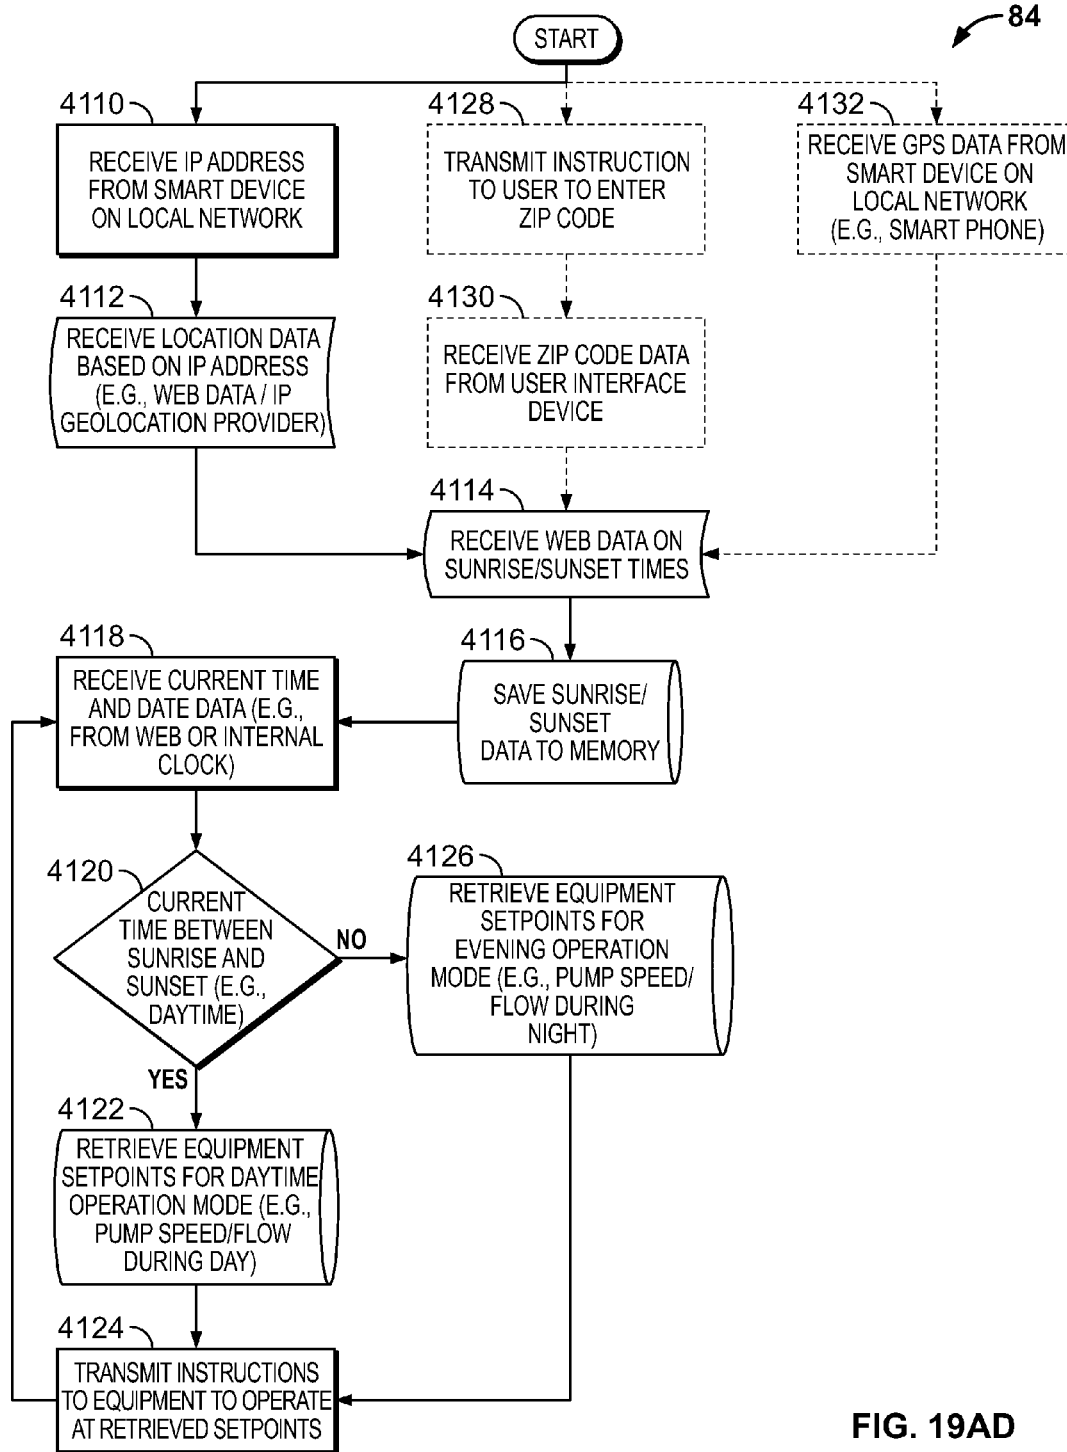 84
START
4110
RECEIVE IP ADDRESS
FROM SMART DEVICE
ON LOCAL NETWORK
4128
TRANSMIT INSTRUCTION
TO USER TO ENTER
ZIP CODE
4132
RECEIVE GPS DATA FROM
SMART DEVICE ON
LOCAL NETWORK
(E.G., SMART PHONE)
4112
RECEIVE LOCATION DATA
BASED ON IP ADDRESS
(E.G., WEB DATA / IP
GEOLOCATION PROVIDER)
4130
RECEIVE ZIP CODE DATA
FROM USER INTERFACE
DEVICE
4114
RECEIVE WEB DATA ON
SUNRISE/SUNSET TIMES
4116
SAVE SUNRISE/
SUNSET
DATA TO MEMORY
4118
RECEIVE CURRENT TIME
AND DATE DATA (E.G.,
FROM WEB OR INTERNAL
CLOCK)
4120
CURRENT
TIME BETWEEN
SUNRISE AND
SUNSET (E.G.,
DAYTIME)
NO
YES
4126
RETRIEVE EQUIPMENT
SETPOINTS FOR
EVENING OPERATION
MODE (E.G., PUMP SPEED/
FLOW DURING
NIGHT)
4122
RETRIEVE EQUIPMENT
SETPOINTS FOR DAYTIME
OPERATION MODE (E.G.,
PUMP SPEED/FLOW
DURING DAY)
4124
TRANSMIT INSTRUCTIONS
TO EQUIPMENT TO OPERATE
AT RETRIEVED SETPOINTS
FIG. 19AD